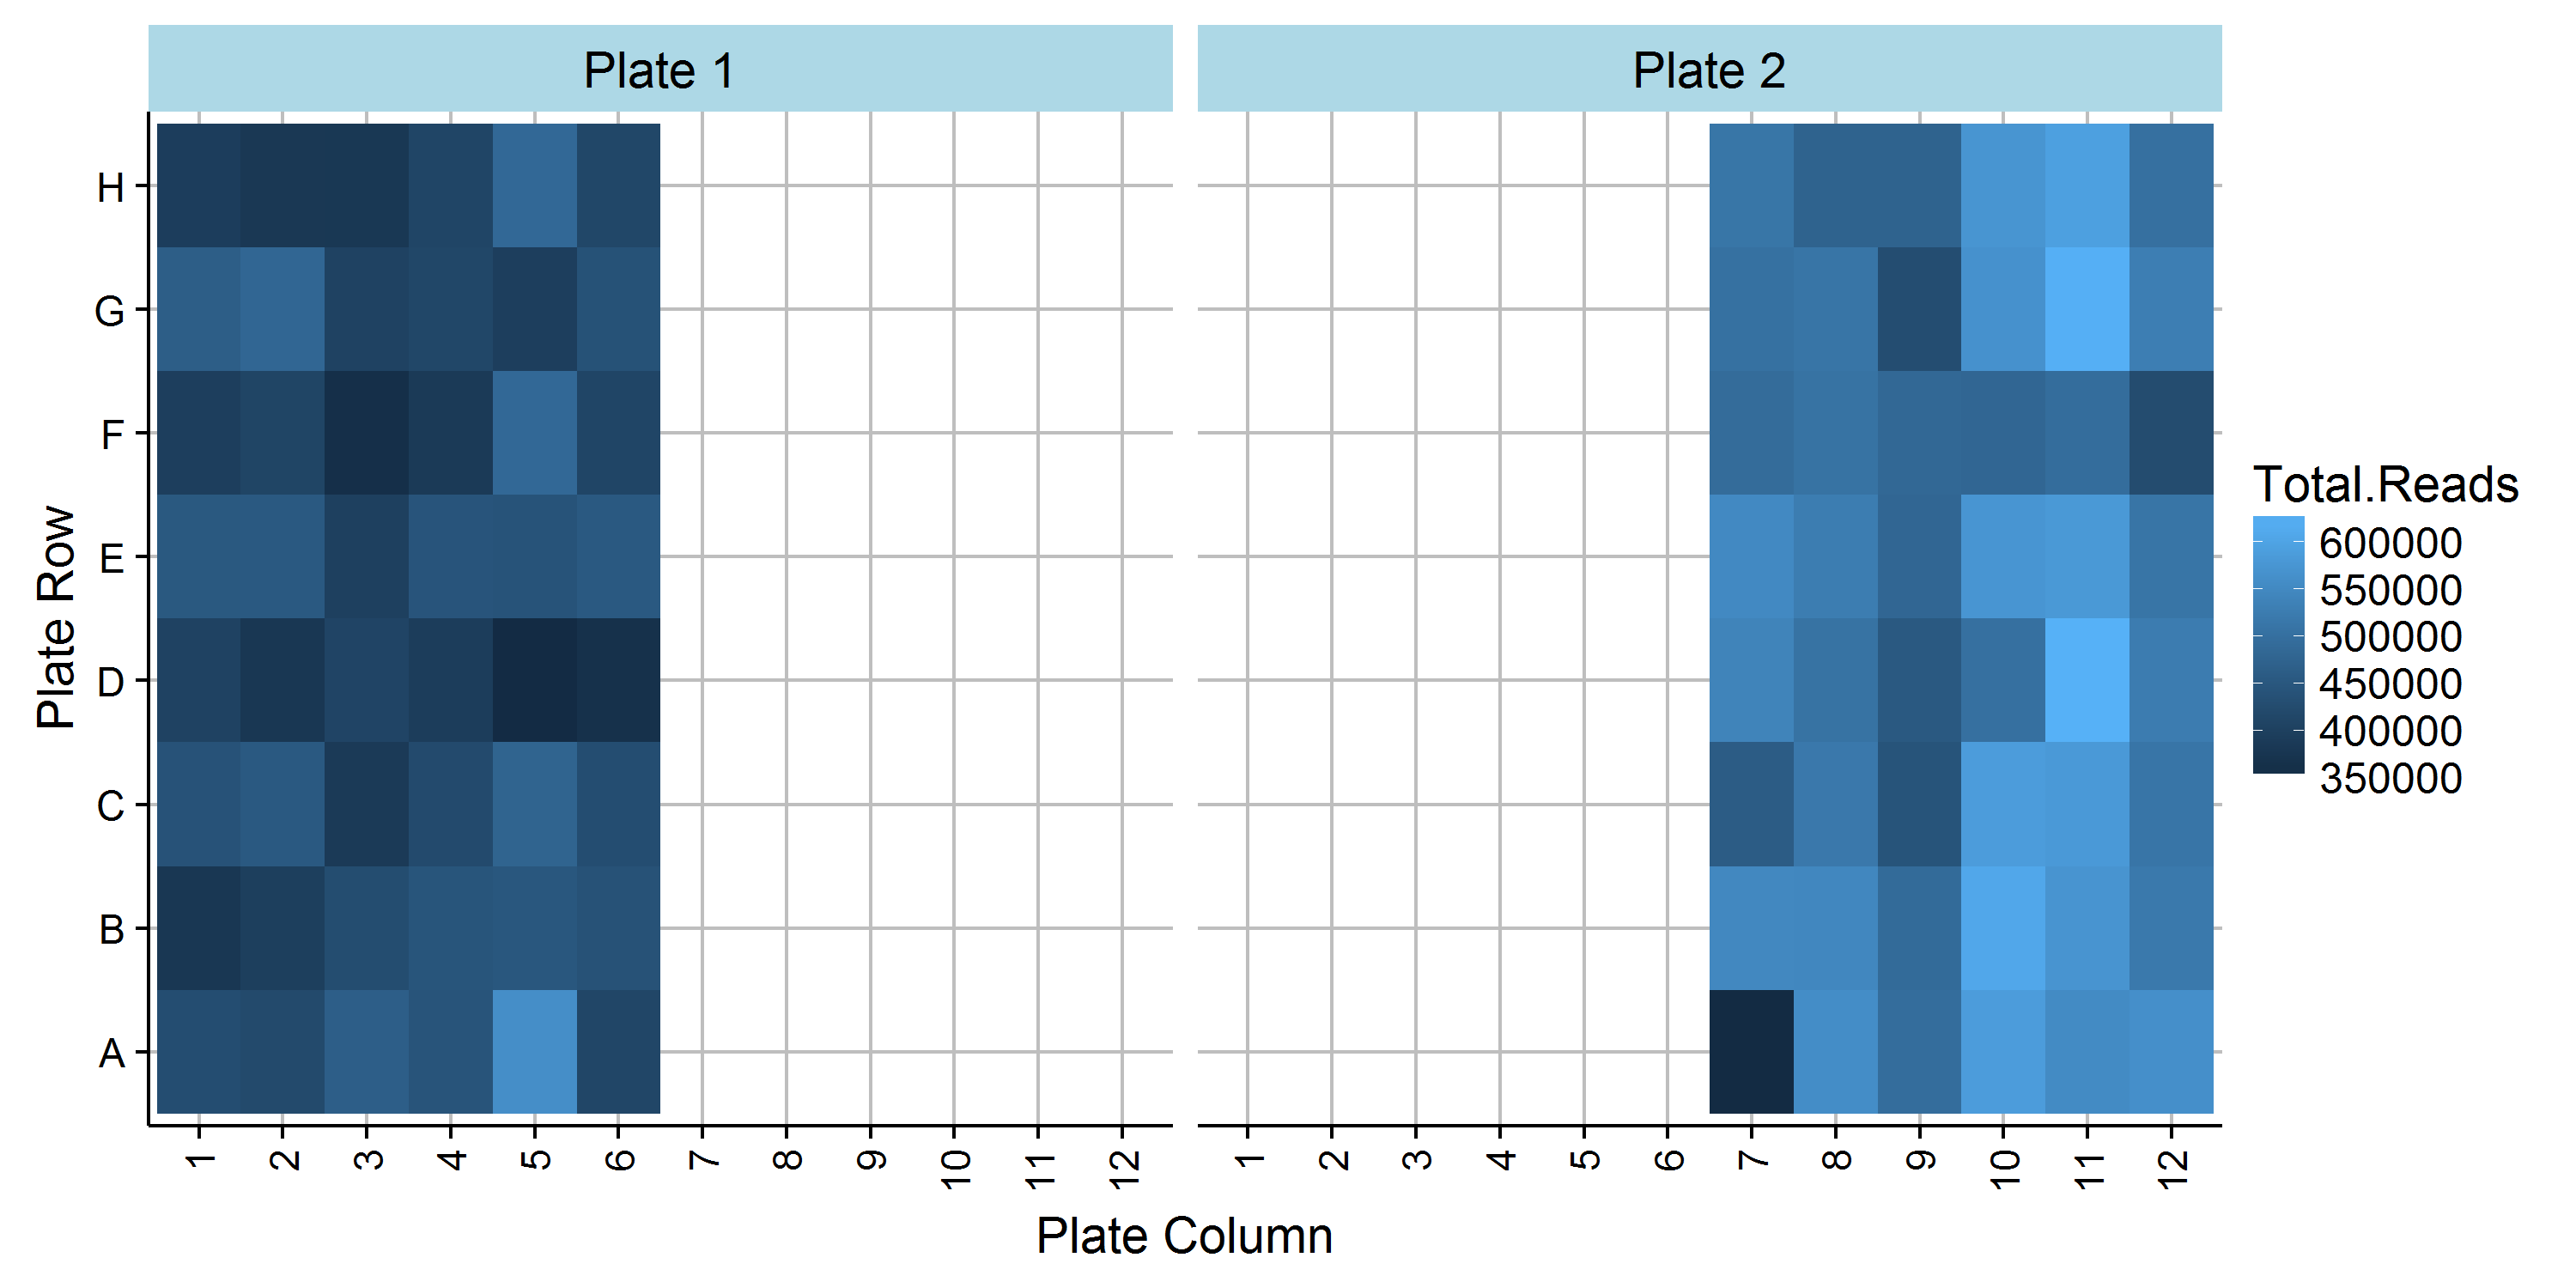 Plate 1
Plate 2
H
G
F
E
D
C
B
A
Plate Row
1 2 3 4 5 6 7 8 9 10 11 12
1 2 3 4 5 6 7 8 9 10 11 12
Plate Column
Total.Reads
600000
550000
500000
450000
400000
350000